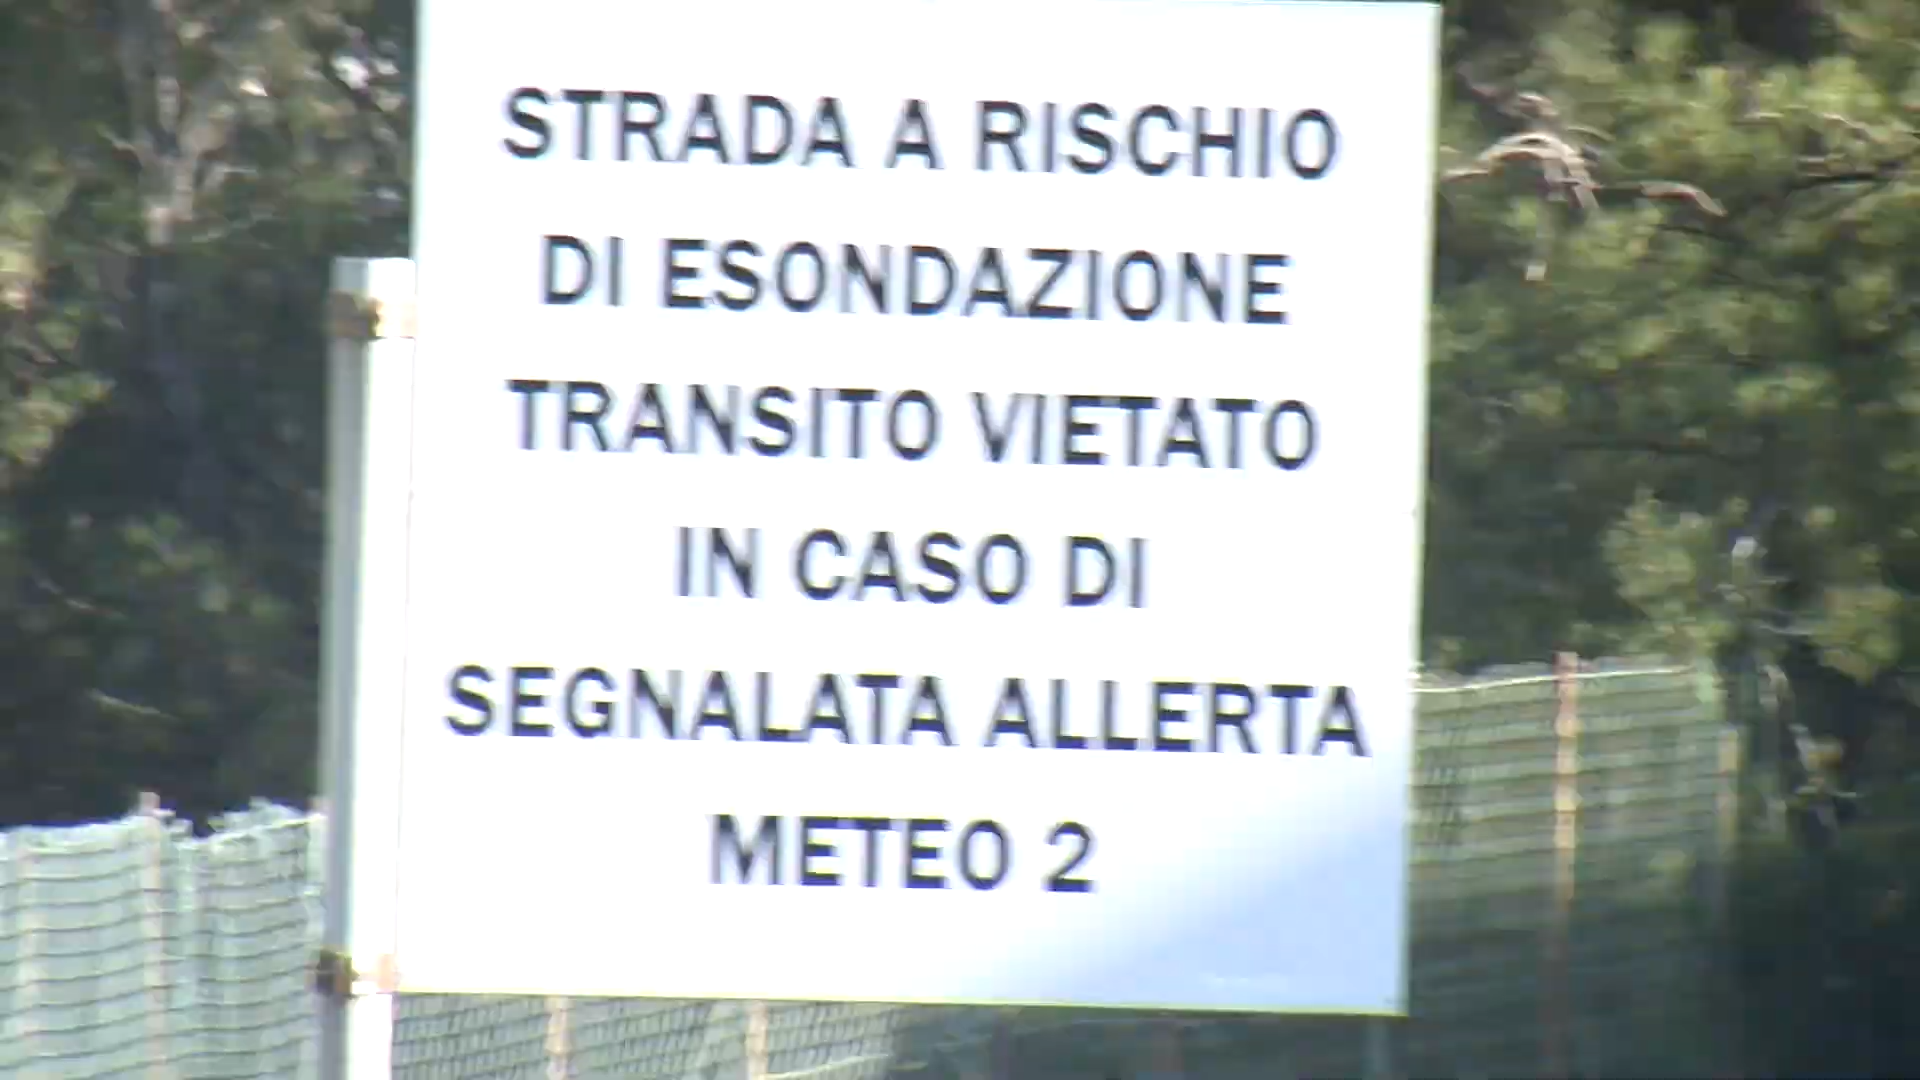 STRADA A RISCHIO
DI ESONDAZIONE
TRANSITO VIETATO
IN CASO DI
SEGNALATA ALLERTA
METEO 2